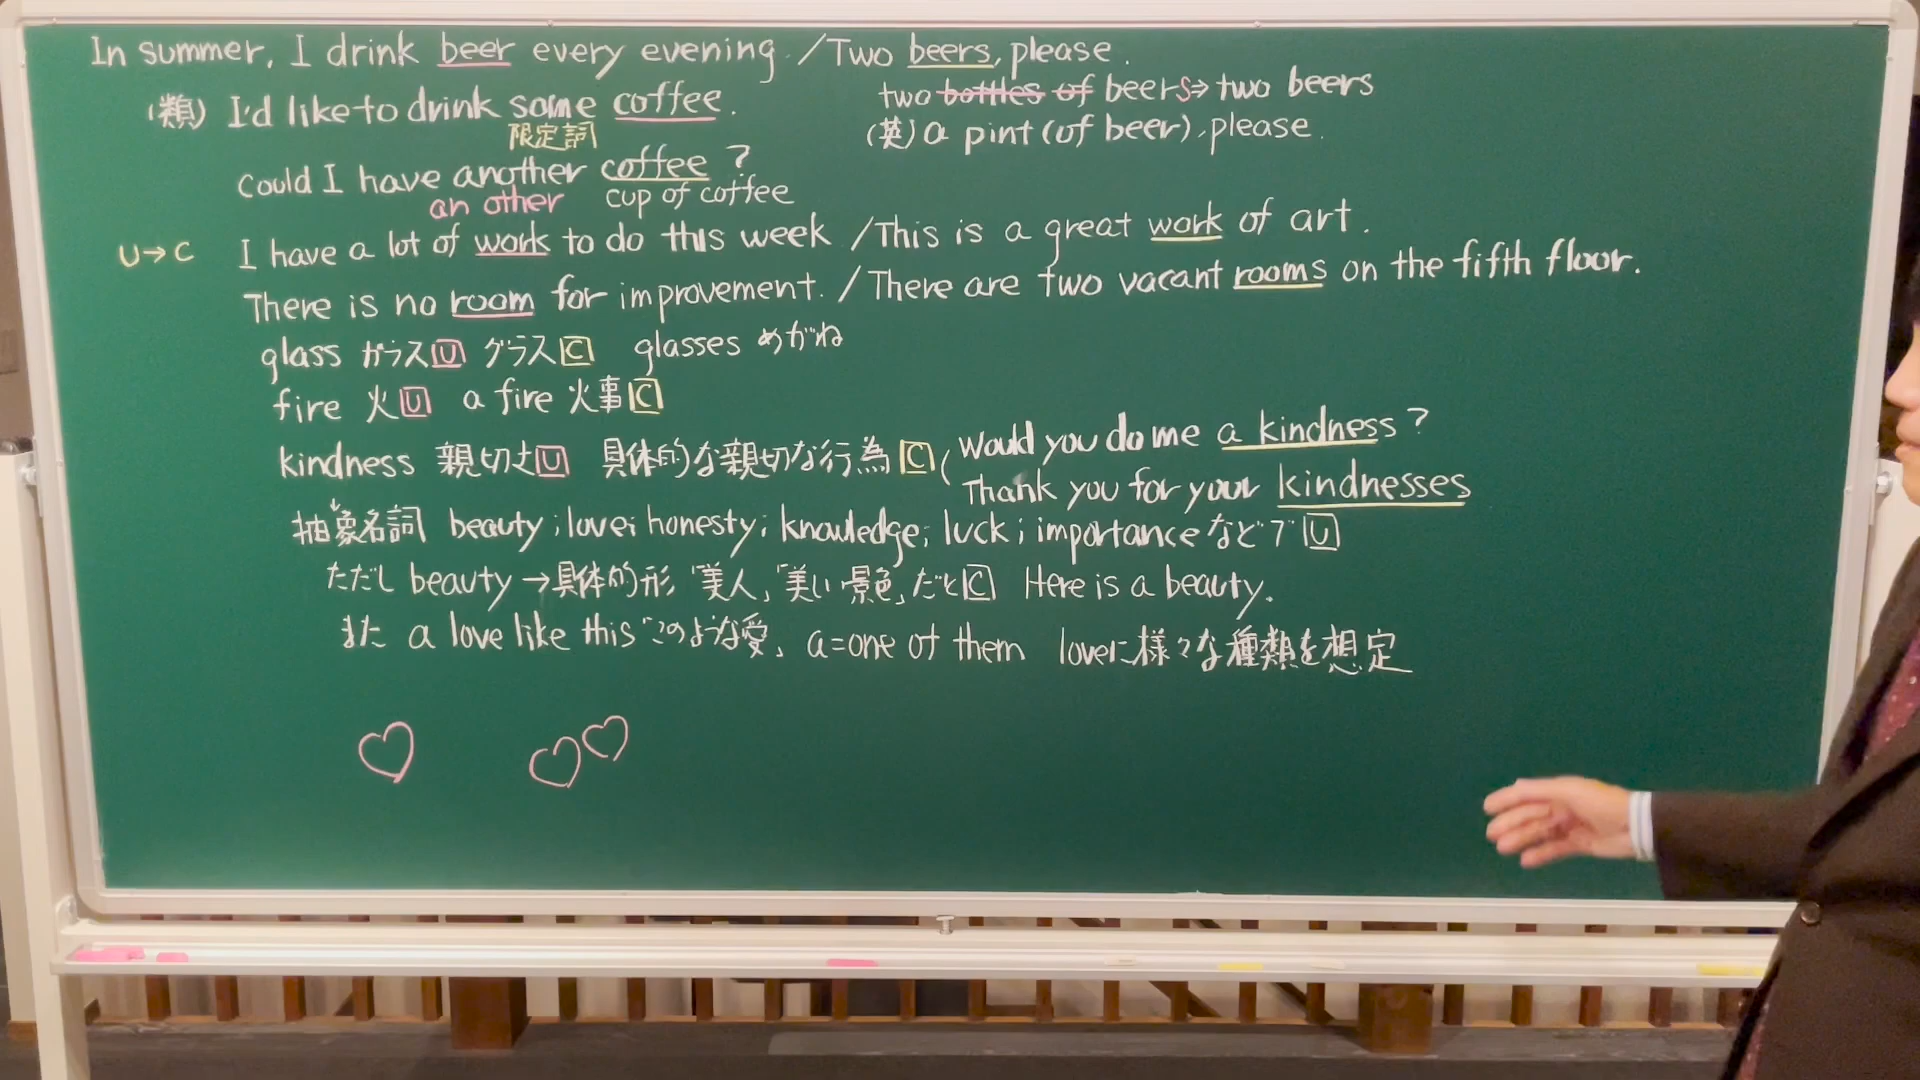 In summer, I drink beer every evening. / Two beers, please.
two bottles of beers⇒ two beers
(類) I'd like to drink some coffee.
限定詞
(英) a pint (of beer), please.
Could I have another coffee?
an other cup of coffee
U→C I have a lot of work to do this week / This is a great work of art.
There is no room for improvement. / There are two vacant rooms on the fifth floor.
glass ガラスU グラスC glasses めがね
fire 火U a fire 火事C
kindness 親切さU 具体的な親切な行為C( Would you do me a kindness?
Thank you for your kindnesses
抽象名詞 beauty; love; honesty; knowledge; luck; importance などでU
ただし beauty→具体的形「美人」「美しい景色」だとC Here is a beauty.
また a love like this「このような愛」 a=one of them loveに様々な種類を想定